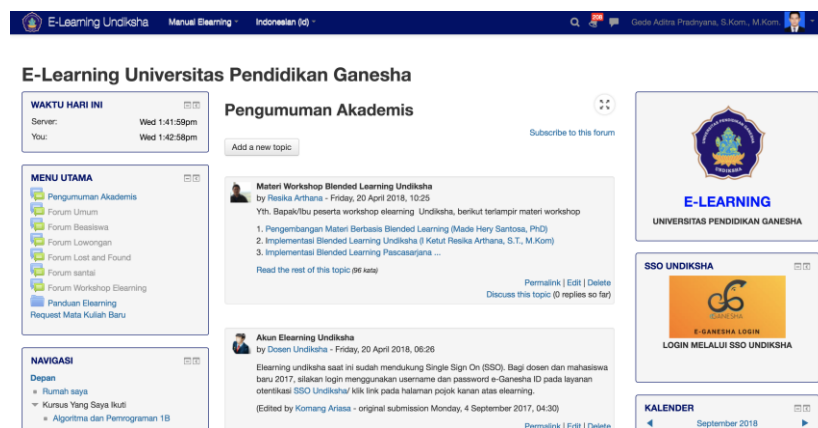 E-Learning Undiksha
Manual Elearning
Indonesian (id)
208
Gede Aditra Pradnyana, S.Kom., M.Kom.
E-Learning Universitas Pendidikan Ganesha
WAKTU HARI INI
Server: Wed 1:41:59pm
You: Wed 1:42:58pm
MENU UTAMA
Pengumuman Akademis
Forum Umum
Forum Beasiswa
Forum Lowongan
Forum Lost and Found
Forum santai
Forum Workshop Elearning
Panduan Elearning
Request Mata Kuliah Baru
NAVIGASI
Depan
Rumah saya
Kursus Yang Saya Ikuti
Algoritma dan Pemrograman 1B
Pengumuman Akademis
Subscribe to this forum
Add a new topic
Materi Workshop Blended Learning Undiksha
by Resika Arthana - Friday, 20 April 2018, 10:25
Yth. Bapak/Ibu peserta workshop elearning Undiksha, berikut terlampir materi workshop
1. Pengembangan Materi Berbasis Blended Learning (Made Hery Santosa, PhD)
2. Implementasi Blended Learning Undiksha (I Ketut Resika Arthana, S.T., M.Kom)
3. Implementasi Blended Learning Pascasarjana ...
Read the rest of this topic (96 kata)
Permalink | Edit | Delete
Discuss this topic (0 replies so far)
Akun Elearning Undiksha
by Dosen Undiksha - Friday, 20 April 2018, 06:26
Elearning undiksha saat ini sudah mendukung Single Sign On (SSO). Bagi dosen dan mahasiswa
baru 2017, silakan login menggunakan username dan password e-Ganesha ID pada layanan
otentikasi SSO Undiksha/ klik link pada halaman pojok kanan atas elearning.
(Edited by Komang Ariasa - original submission Monday, 4 September 2017, 04:30)
Permalink | Edit | Delete
UNIVERSITAS PENDIDIKAN GANESHA
UNDIKSHA
E-LEARNING
UNIVERSITAS PENDIDIKAN GANESHA
SSO UNDIKSHA
E-GANESHA LOGIN
LOGIN MELALUI SSO UNDIKSHA
KALENDER
September 2018